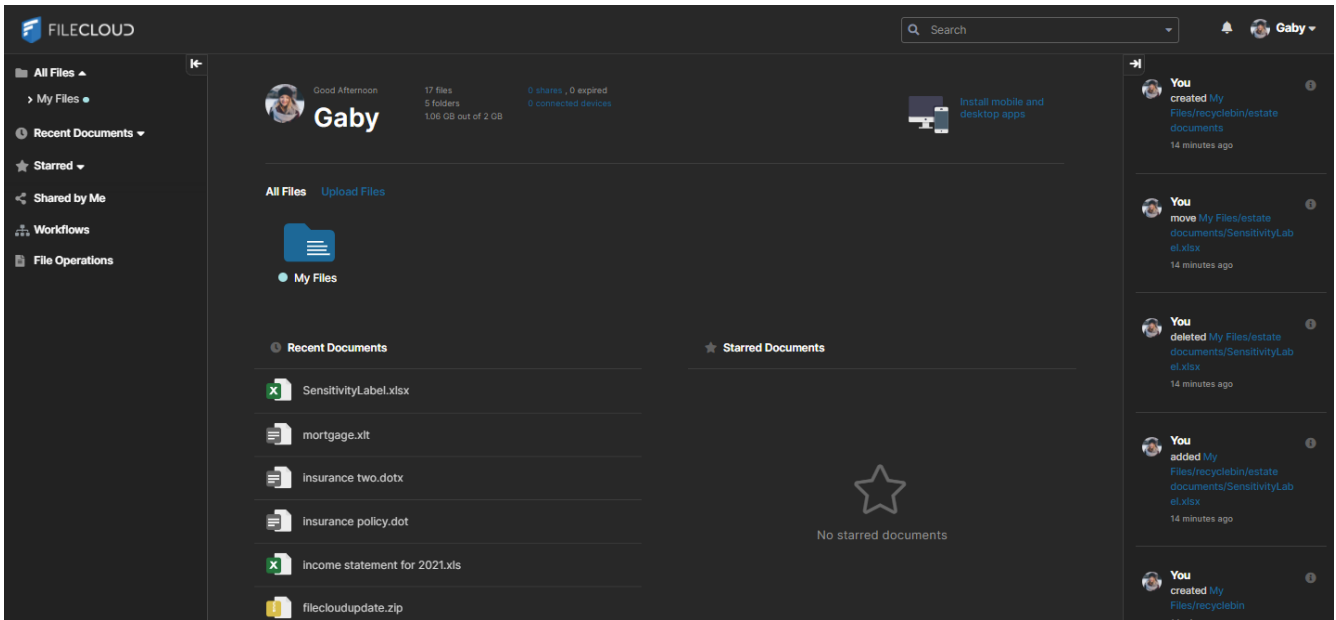 FILECLOUD
Search
Gaby
All Files
My Files
Recent Documents
Starred
Shared by Me
Workflows
File Operations
Good Afternoon
Gaby
17 files
5 folders
1.06 GB out of 2 GB
0 shares , 0 expired
0 connected devices
Install mobile and
desktop apps
All Files Upload Files
My Files
Recent Documents
SensitivityLabel.xlsx
mortgage.xlt
insurance two.dotx
insurance policy.dot
income statement for 2021.xls
filecloudupdate.zip
Starred Documents
No starred documents
You
created My
Files/recyclebin/estate
documents
14 minutes ago
You
move My Files/estate
documents/SensitivityLab
el.xlsx
14 minutes ago
You
deleted My Files/estate
documents/SensitivityLab
el.xlsx
14 minutes ago
You
added My
Files/recyclebin/estate
documents/SensitivityLab
el.xlsx
14 minutes ago
You
created My
Files/recyclebin